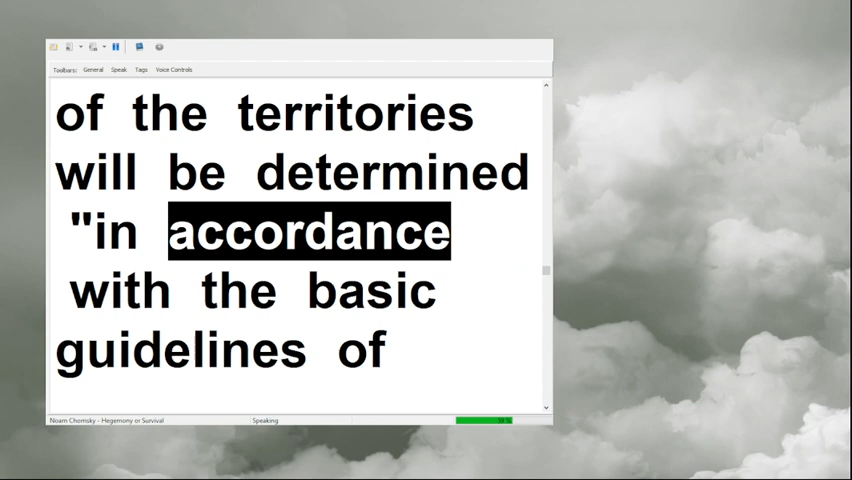 Toolbars: General Speak Tags Voice Controls
of the territories
will be determined
"in accordance
with the basic
guidelines of
Noam Chomsky - Hegemony or Survival Speaking 59 %